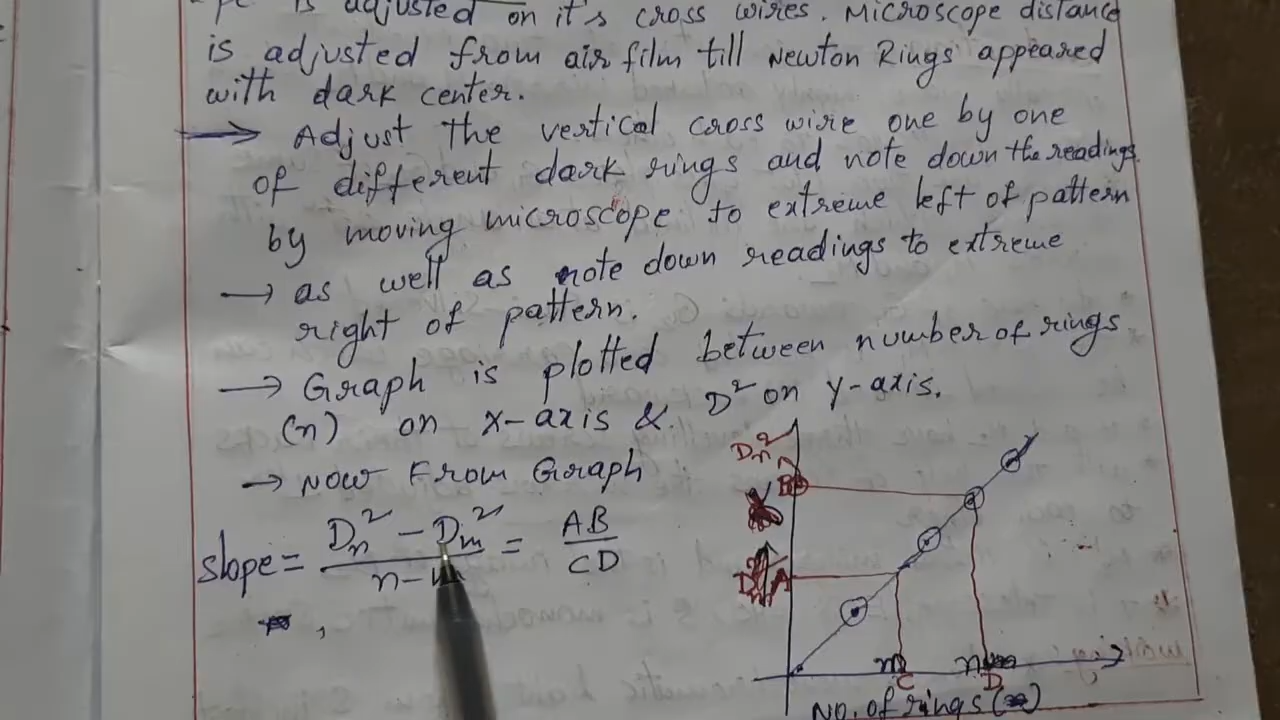 is adjusted on it's cross wires. Microscope distance
is adjusted from air film till Newton Rings appeared
with dark center.
→ Adjust the vertical cross wire one by one
of different dark rings and note down the readings
by moving microscope to extreme left of pattern
→ as well as note down readings to extreme
right of pattern.
→ Graph is plotted between number of rings
(n) on x-axis & D² on y-axis.
→ Now From Graph
slope = Dn² - Dm² / n- = AB / CD
Dn²
B
A
m n
C D
No. of rings